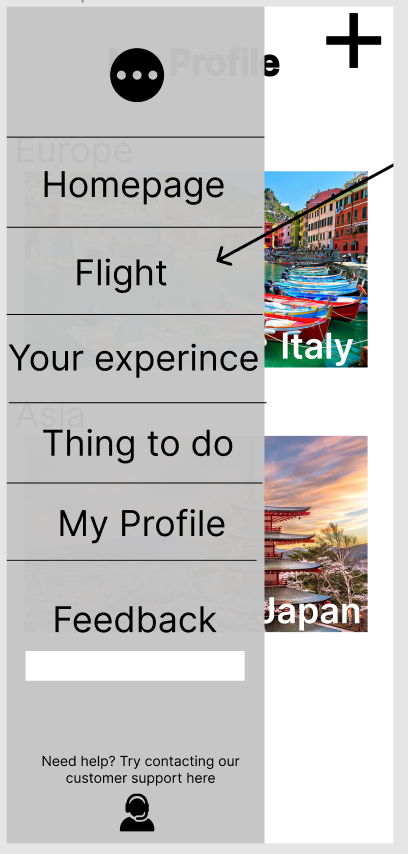 My Profile
Europe
Homepage
Flight
Italy
Your experince
Asia
Thing to do
My Profile
Japan
Feedback
Need help? Try contacting our
customer support here